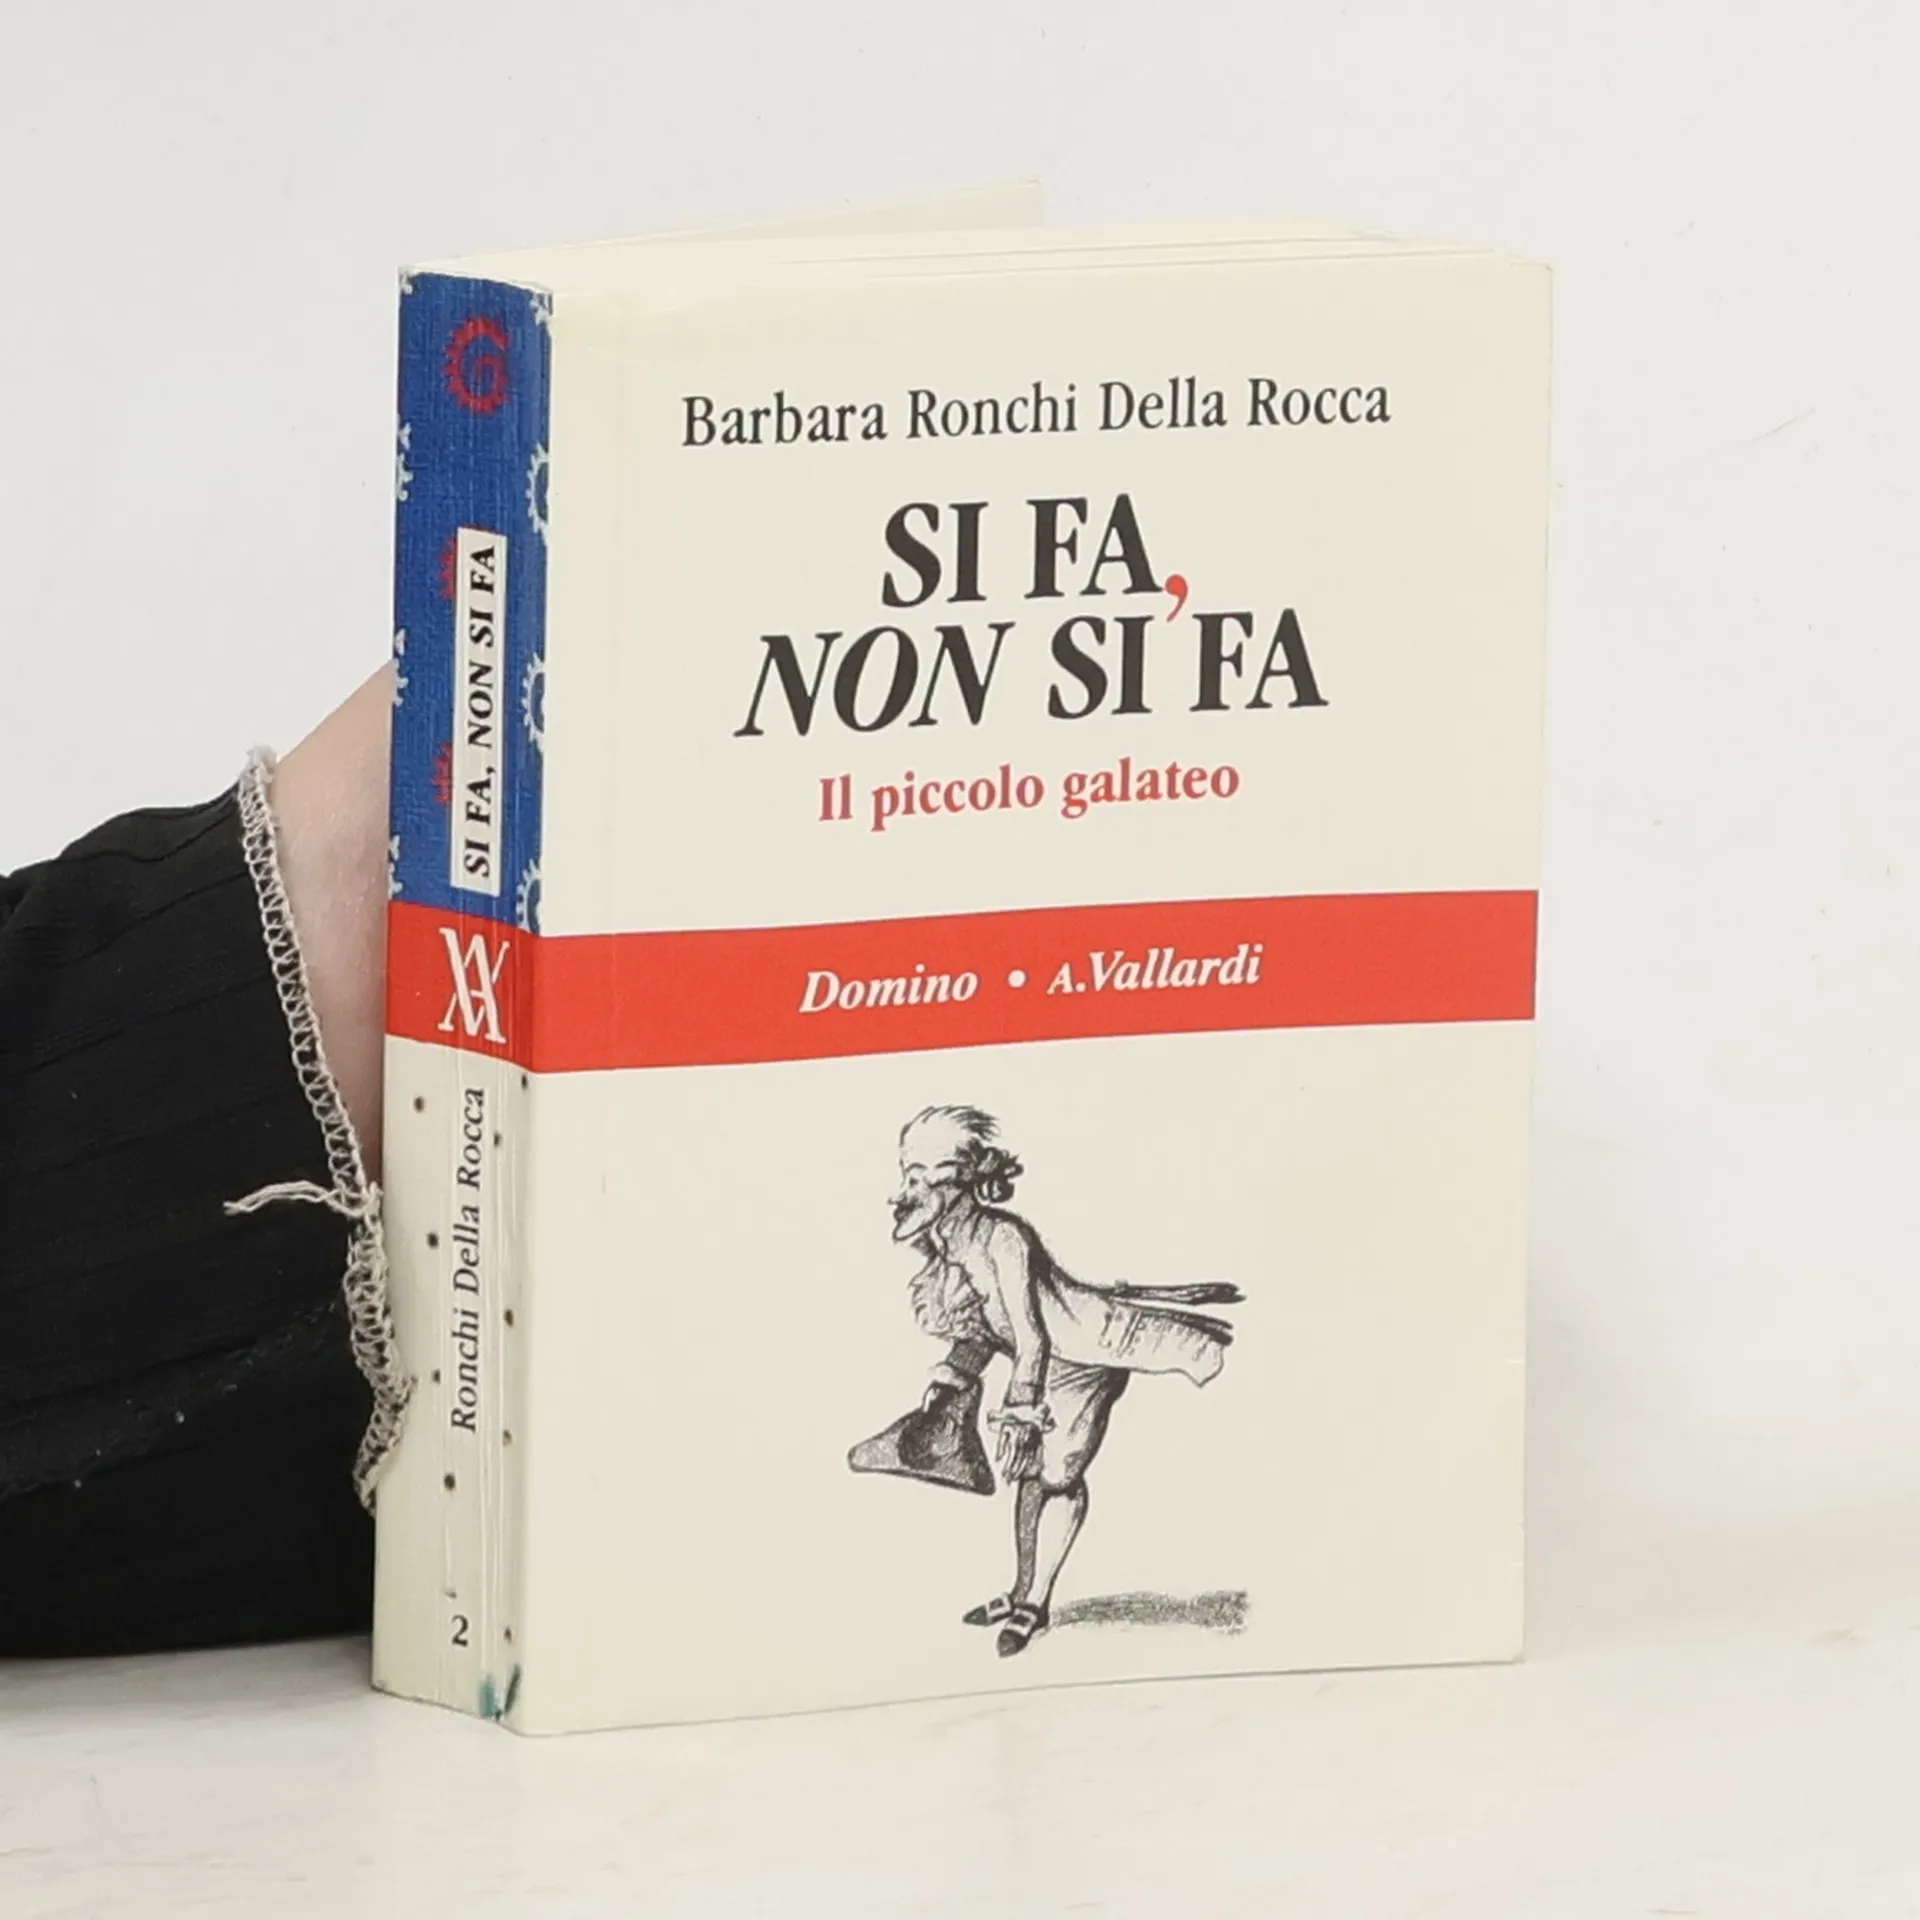 Barbara Ronchi Della Rocca
SI FA,
NON SI FA
Il piccolo galateo
Domino • A.Vallardi
SI FA, NON SI FA
Ronchi Della Rocca
2